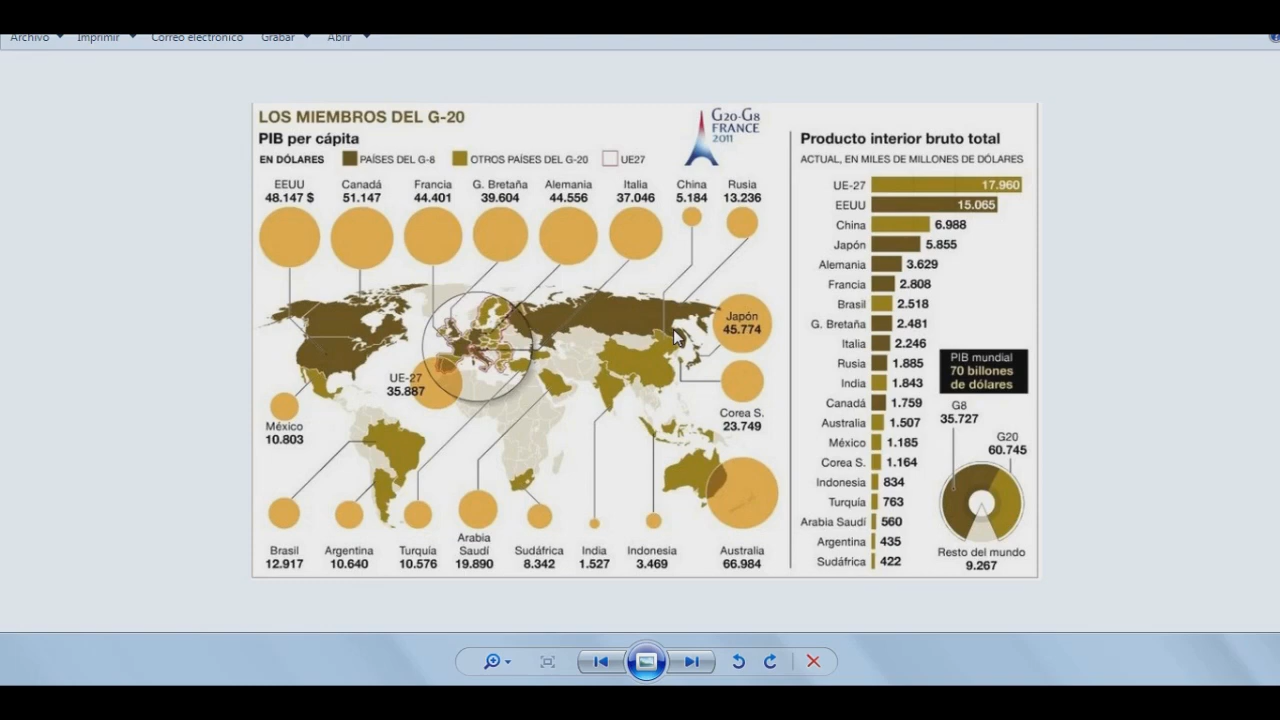 Archivo Imprimir Correo electrónico Grabar Abrir
LOS MIEMBROS DEL G-20
PIB per cápita
EN DÓLARES PAÍSES DEL G-8 OTROS PAÍSES DEL G-20 UE27
G20-G8
FRANCE
2011
EEUU Canadá Francia G. Bretaña Alemania Italia China Rusia
48.147 $ 51.147 44.401 39.604 44.556 37.046 5.184 13.236
Japón
45.774
UE-27
35.887
México
10.803
Corea S.
23.749
Brasil
12.917
Argentina
10.640
Turquía
10.576
Arabia
Saudí
19.890
Sudáfrica
8.342
India
1.527
Indonesia
3.469
Australia
66.984
Producto interior bruto total
ACTUAL, EN MILES DE MILLONES DE DÓLARES
UE-27 17.960
EEUU 15.065
China 6.988
Japón 5.855
Alemania 3.629
Francia 2.808
Brasil 2.518
G. Bretaña 2.481
Italia 2.246
Rusia 1.885
India 1.843
Canadá 1.759
Australia 1.507
México 1.185
Corea S. 1.164
Indonesia 834
Turquía 763
Arabia Saudí 560
Argentina 435
Sudáfrica 422
PIB mundial
70 billones
de dólares
G8
35.727
G20
60.745
Resto del mundo
9.267